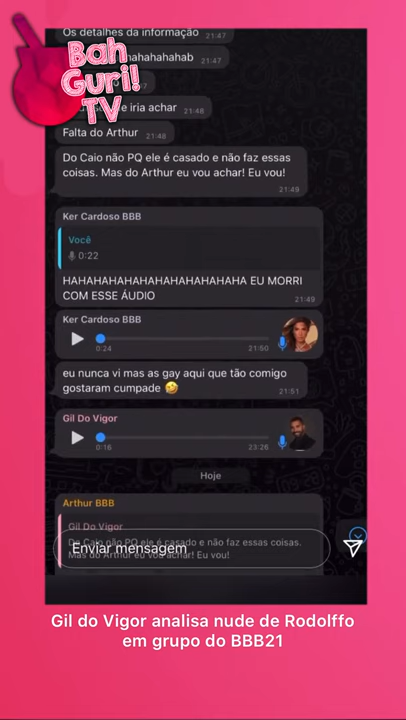 Os detalhes da informação 21:47
Bah
Guri!
TV
hahahahahab 21:47
e iria achar 21:48
Falta do Arthur 21:48
Do Caio não PQ ele é casado e não faz essas
coisas. Mas do Arthur eu vou achar! Eu vou!
21:49
Ker Cardoso BBB
Você
0:22
HAHAHAHAHAHAHAHAHAHAHA EU MORRI
COM ESSE ÁUDIO
21:49
Ker Cardoso BBB
0:24
21:50
eu nunca vi mas as gay aqui que tão comigo
gostaram cumpade 🤣
21:51
Gil Do Vigor
0:16
23:26
Hoje
Arthur BBB
Gil Do Vigor
Do Caio não PQ ele é casado e não faz essas coisas.
Mas do Arthur eu vou achar! Eu vou!
Enviar mensagem
Gil do Vigor analisa nude de Rodolffo
em grupo do BBB21